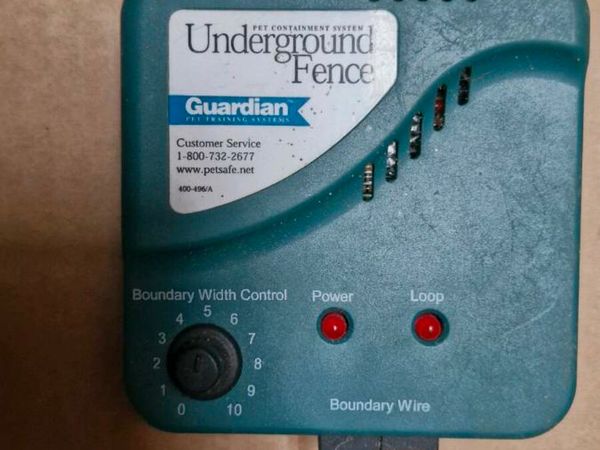 PET CONTAINMENT SYSTEM
Underground
Fence
Guardian™
PET TRAINING SYSTEMS
Customer Service
1-800-732-2677
www.petsafe.net
400-496/A
Boundary Width Control
Power
Loop
0
1
2
3
4
5
6
7
8
9
10
Boundary Wire